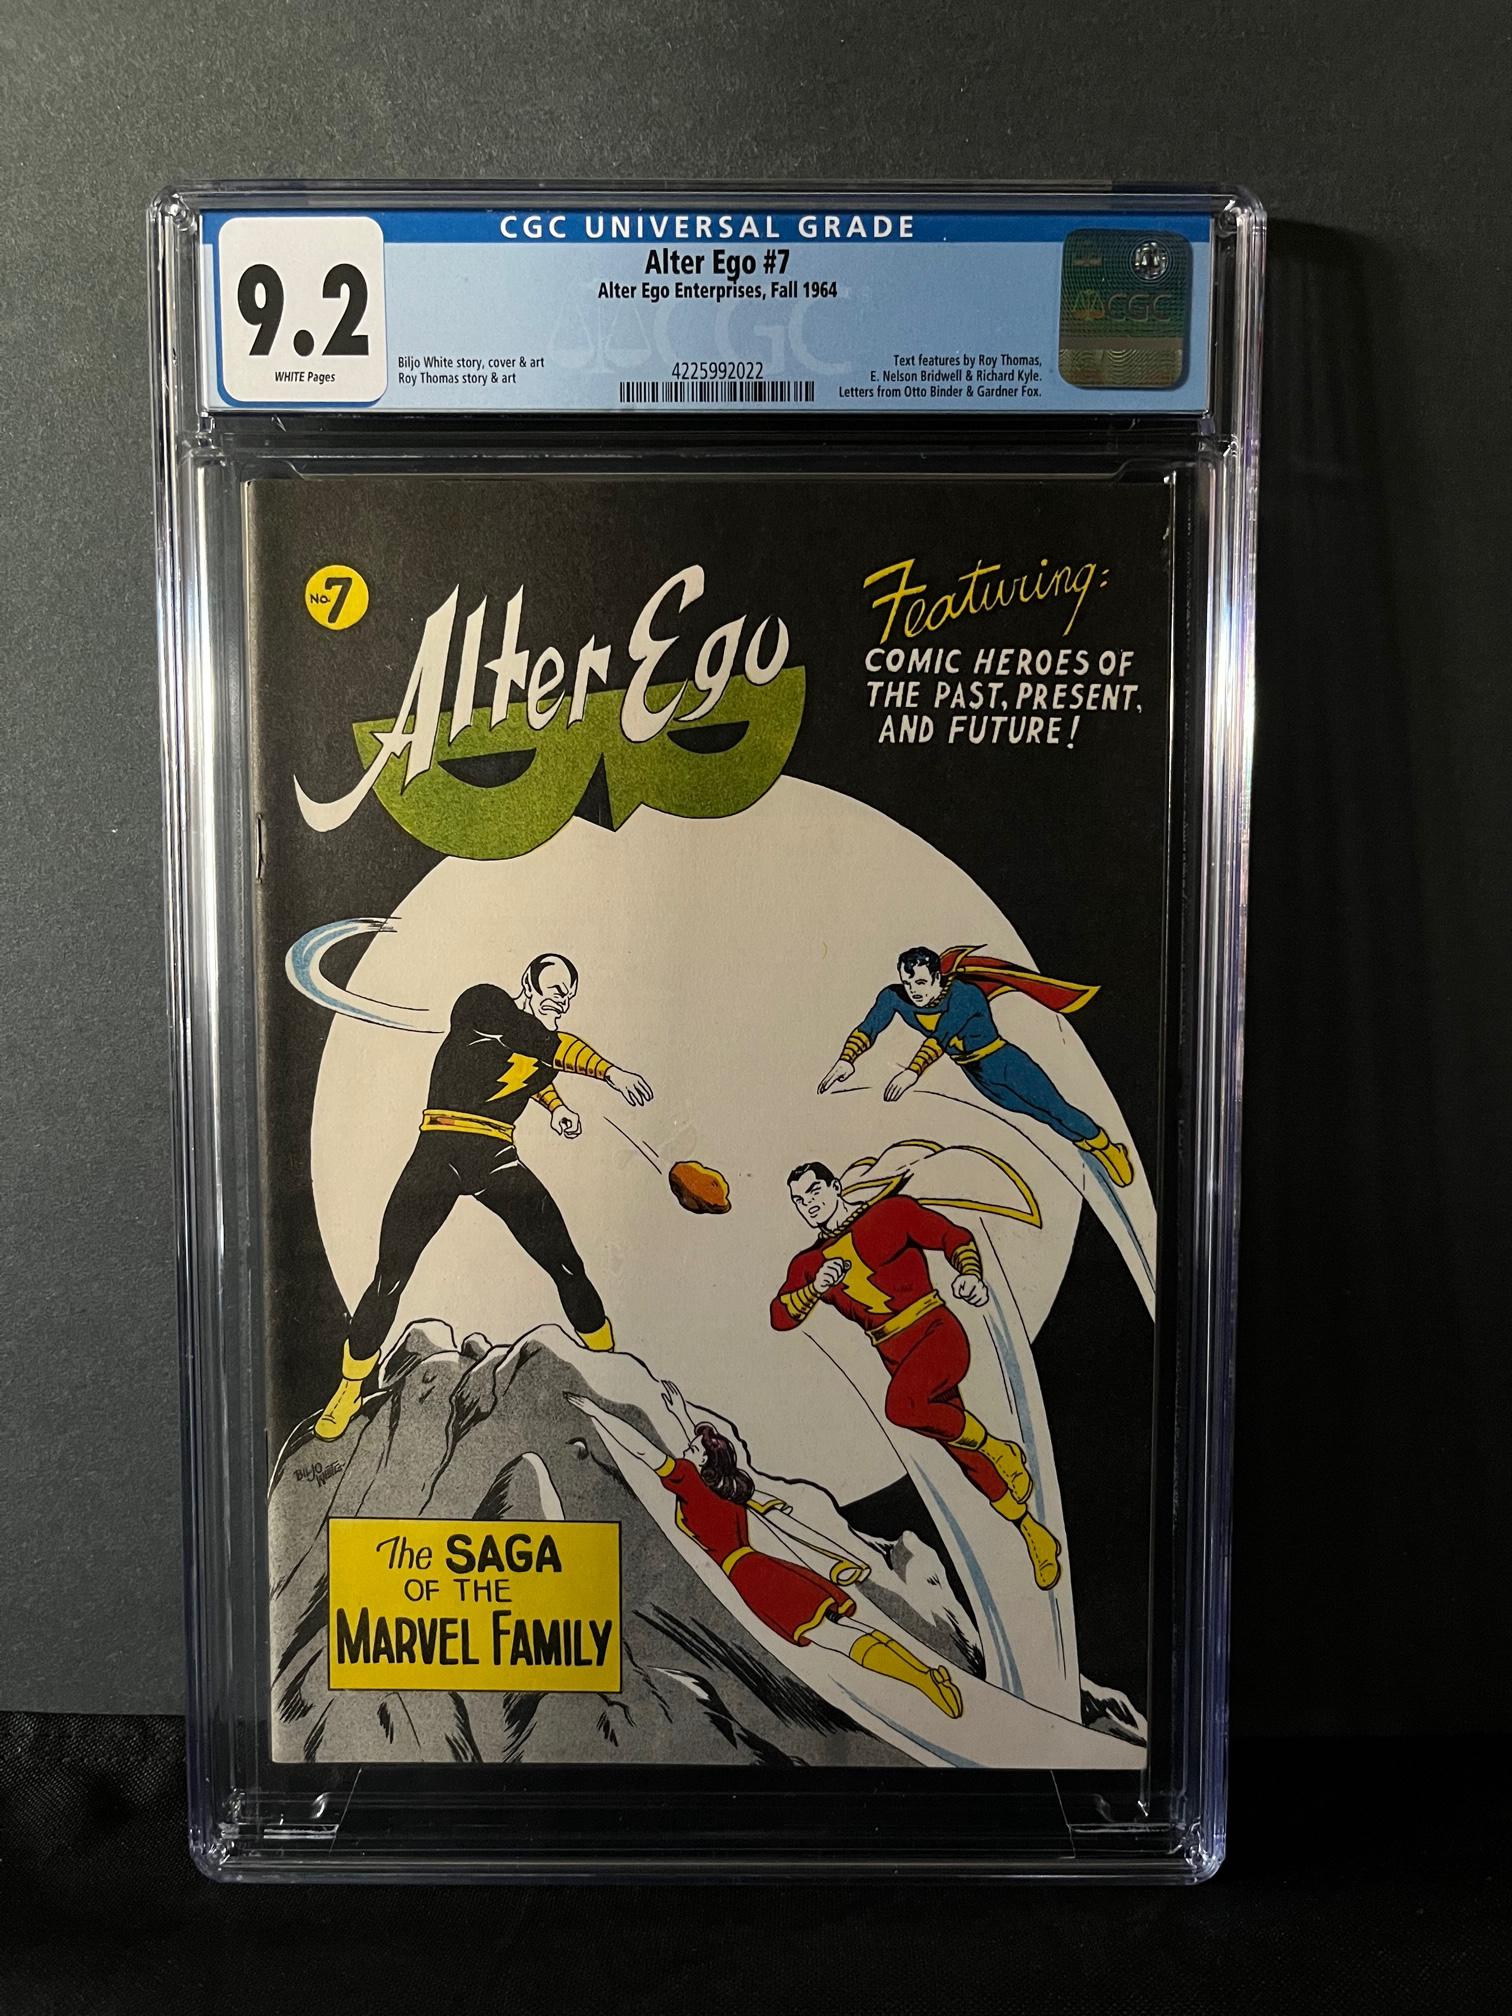 CGC UNIVERSAL GRADE
9.2
WHITE Pages
Alter Ego #7
Alter Ego Enterprises, Fall 1964
Biljo White story, cover & art
Roy Thomas story & art
4225992022
Text features by Roy Thomas,
E. Nelson Bridwell & Richard Kyle.
Letters from Otto Binder & Gardner Fox.
CGC
CGC
No. 7
Alter Ego
Featuring:
COMIC HEROES OF
THE PAST, PRESENT,
AND FUTURE!
BILJO
WHITE
The SAGA
OF THE
MARVEL FAMILY